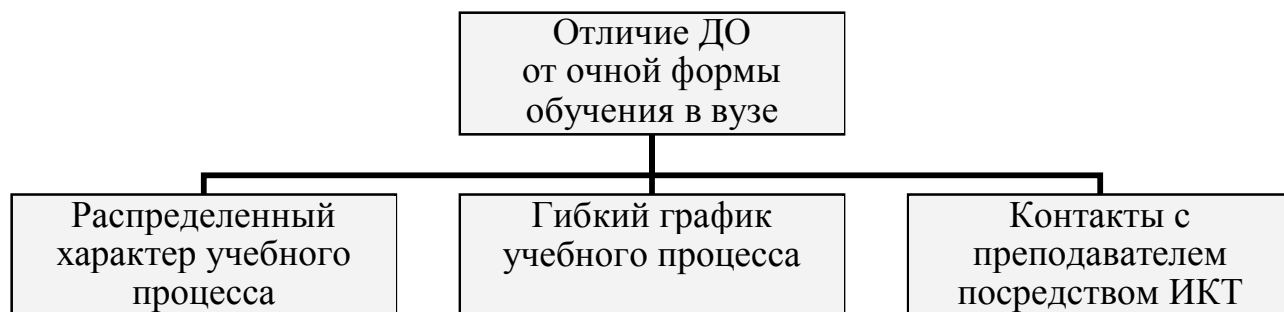 Отличие ДО
от очной формы
обучения в вузе
Распределенный
характер учебного
процесса
Гибкий график
учебного процесса
Контакты с
преподавателем
посредством ИКТ